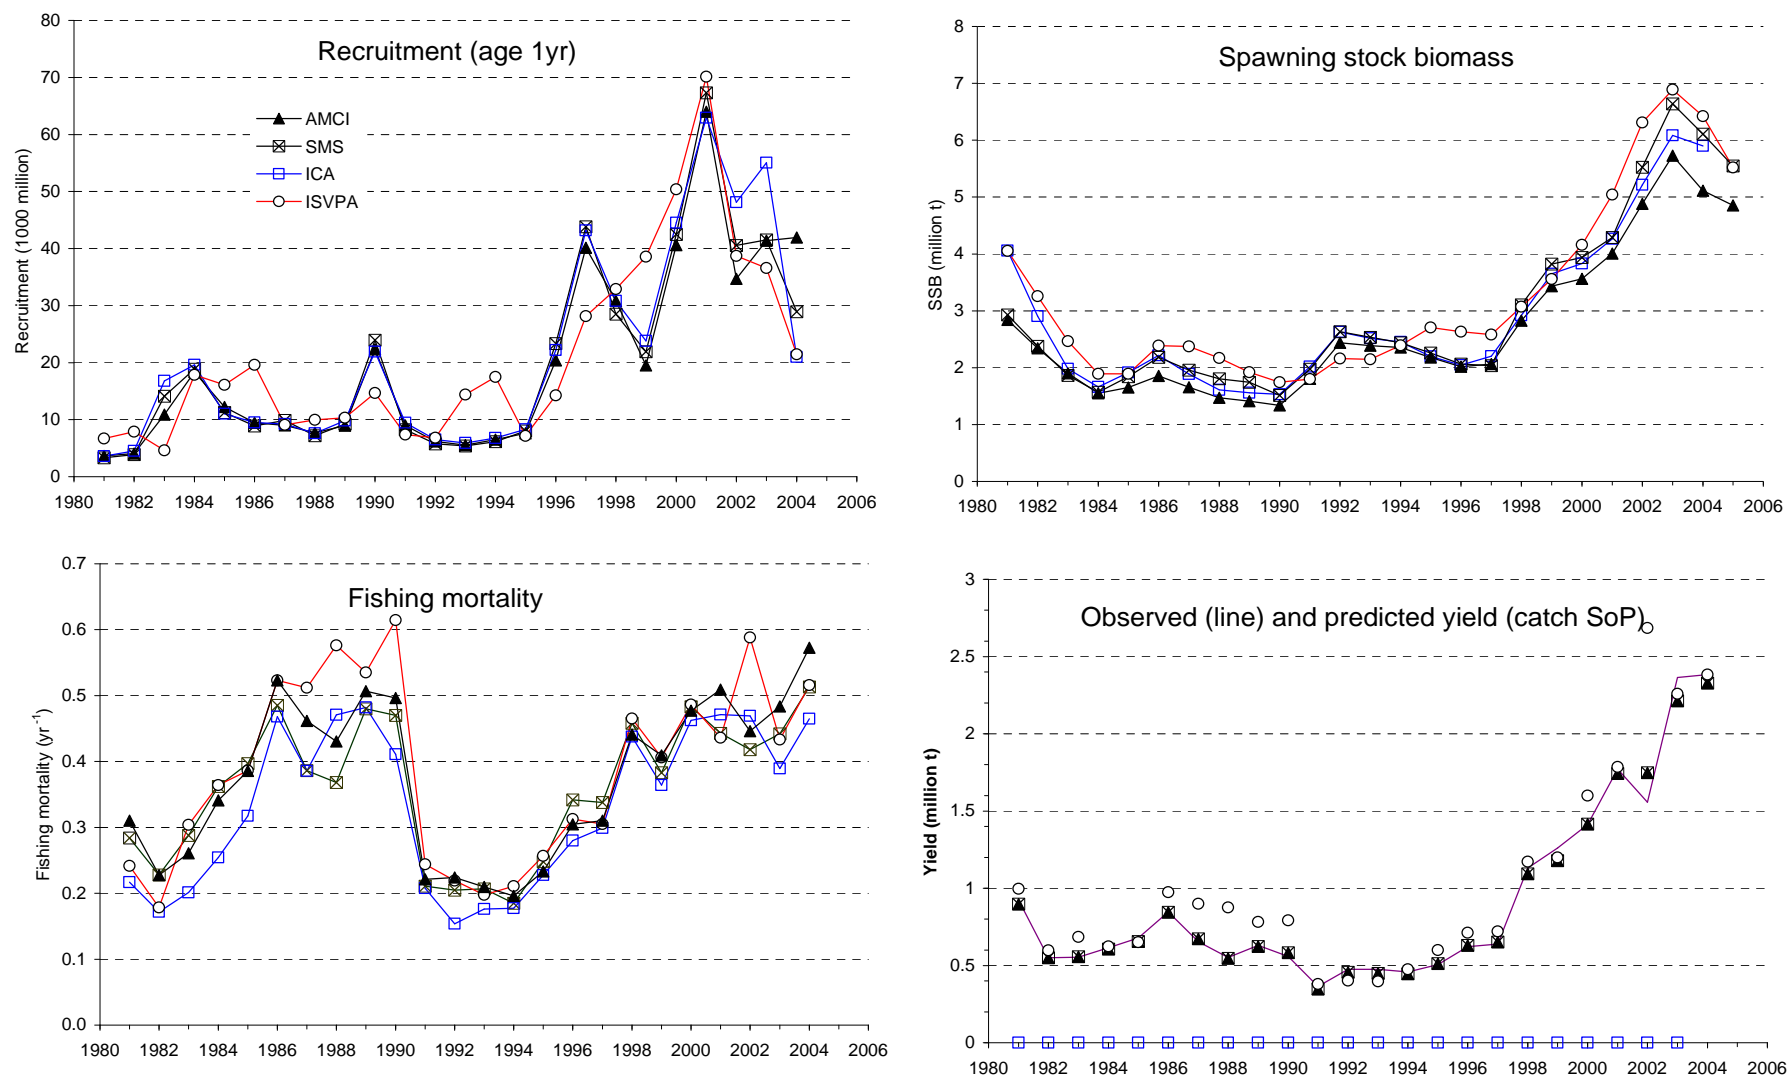 Recruitment (age 1yr)
Recruitment (1000 million)
80
70
60
50
40
30
20
10
0
AMCI
SMS
ICA
ISVPA
1980 1982 1984 1986 1988 1990 1992 1994 1996 1998 2000 2002 2004 2006
Spawning stock biomass
SSB (million t)
8
7
6
5
4
3
2
1
0
1980 1982 1984 1986 1988 1990 1992 1994 1996 1998 2000 2002 2004 2006
Fishing mortality
Fishing mortality (yr⁻¹)
0.7
0.6
0.5
0.4
0.3
0.2
0.1
0.0
1980 1982 1984 1986 1988 1990 1992 1994 1996 1998 2000 2002 2004 2006
Observed (line) and predicted yield (catch SoP)
Yield (million t)
3
2.5
2
1.5
1
0.5
0
1980 1982 1984 1986 1988 1990 1992 1994 1996 1998 2000 2002 2004 2006